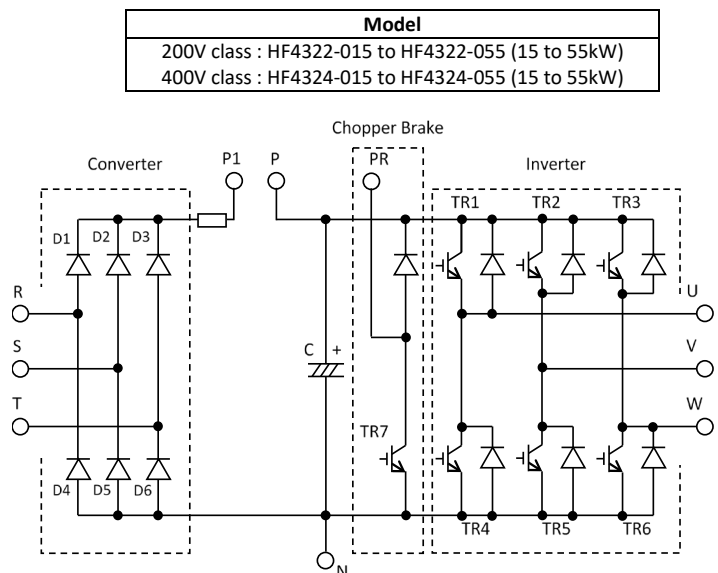 Model
200V class : HF4322-015 to HF4322-055 (15 to 55kW)
400V class : HF4324-015 to HF4324-055 (15 to 55kW)
Chopper Brake
Converter
P1
P
PR
Inverter
TR1
TR2
TR3
D1
D2
D3
R
U
S
C
+
V
T
TR7
W
D4
D5
D6
TR4
TR5
TR6
N